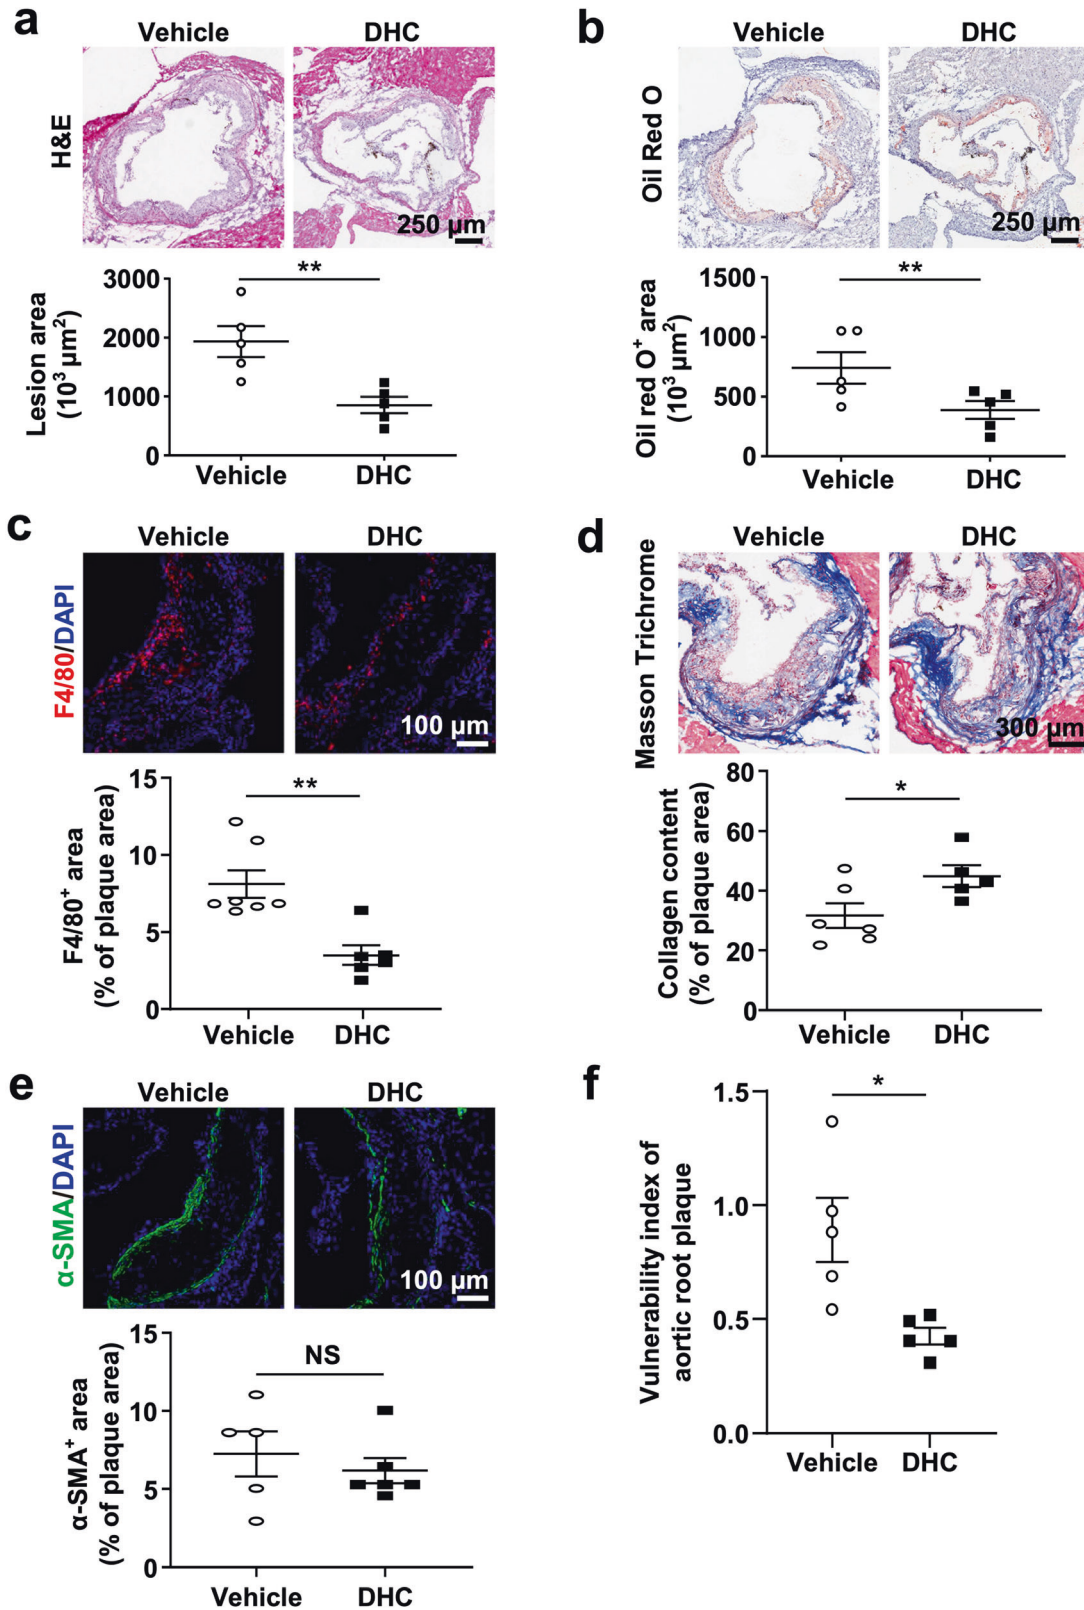 a
Vehicle
DHC
H&E
250 µm
**
Lesion area
(10³ µm²)
3000
2000
1000
0
Vehicle
DHC
b
Vehicle
DHC
Oil Red O
250 µm
**
Oil red O⁺ area
(10³ µm²)
1500
1000
500
0
Vehicle
DHC
c
Vehicle
DHC
F4/80/DAPI
100 µm
**
F4/80⁺ area
(% of plaque area)
15
10
5
0
Vehicle
DHC
d
Vehicle
DHC
Masson Trichrome
300 µm
*
Collagen content
(% of plaque area)
80
60
40
20
0
Vehicle
DHC
e
Vehicle
DHC
α-SMA/DAPI
100 µm
NS
α-SMA⁺ area
(% of plaque area)
15
10
5
0
Vehicle
DHC
f
*
Vulnerability index of
aortic root plaque
1.5
1.0
0.5
0.0
Vehicle
DHC